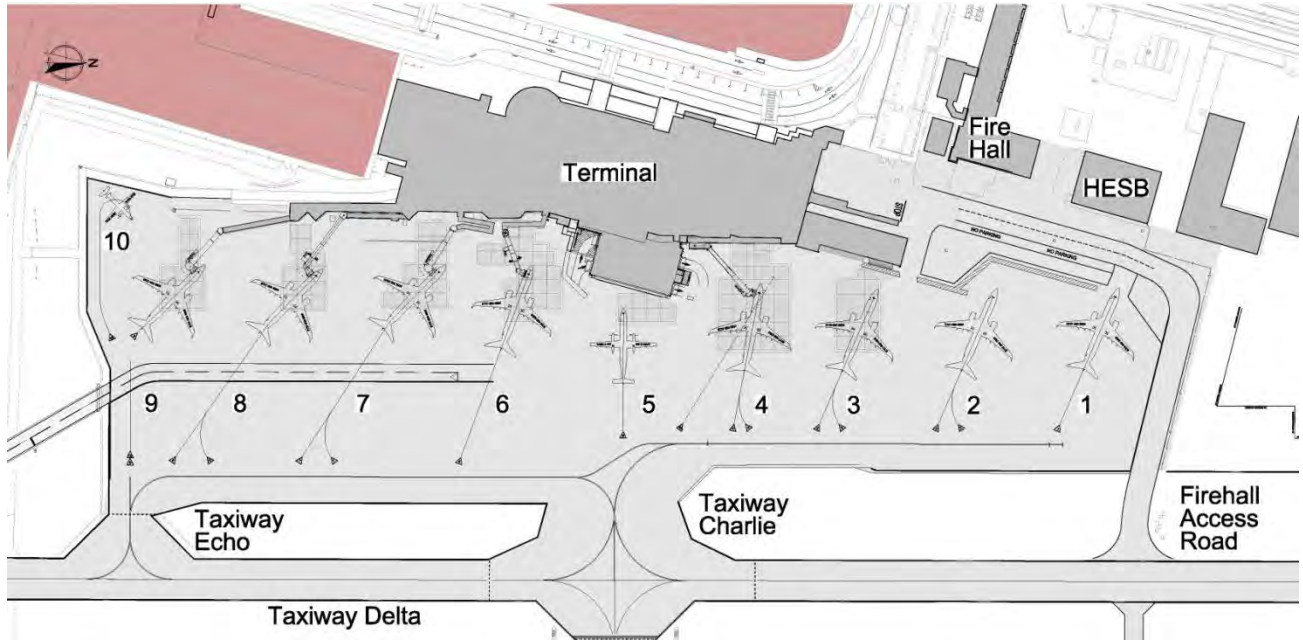 N
Fire
Hall
Terminal
HESB
STOP
NO PARKING
NO PARKING
10
9
8
7
6
5
4
3
2
1
Taxiway
Echo
Taxiway
Charlie
Firehall
Access
Road
Taxiway Delta